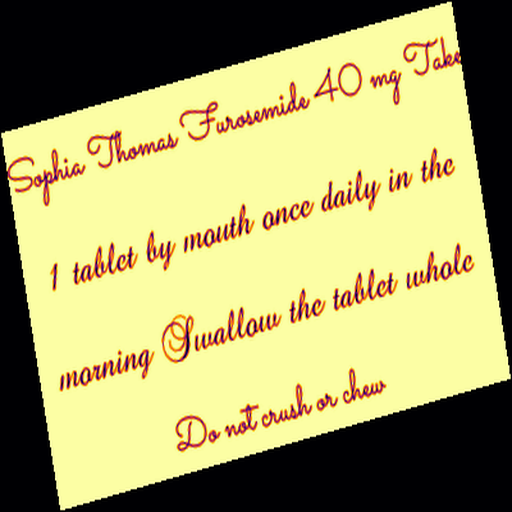 Sophia Thomas Furosemide 40 mg Take
1 tablet by mouth once daily in the
morning Swallow the tablet whole
Do not crush or chew